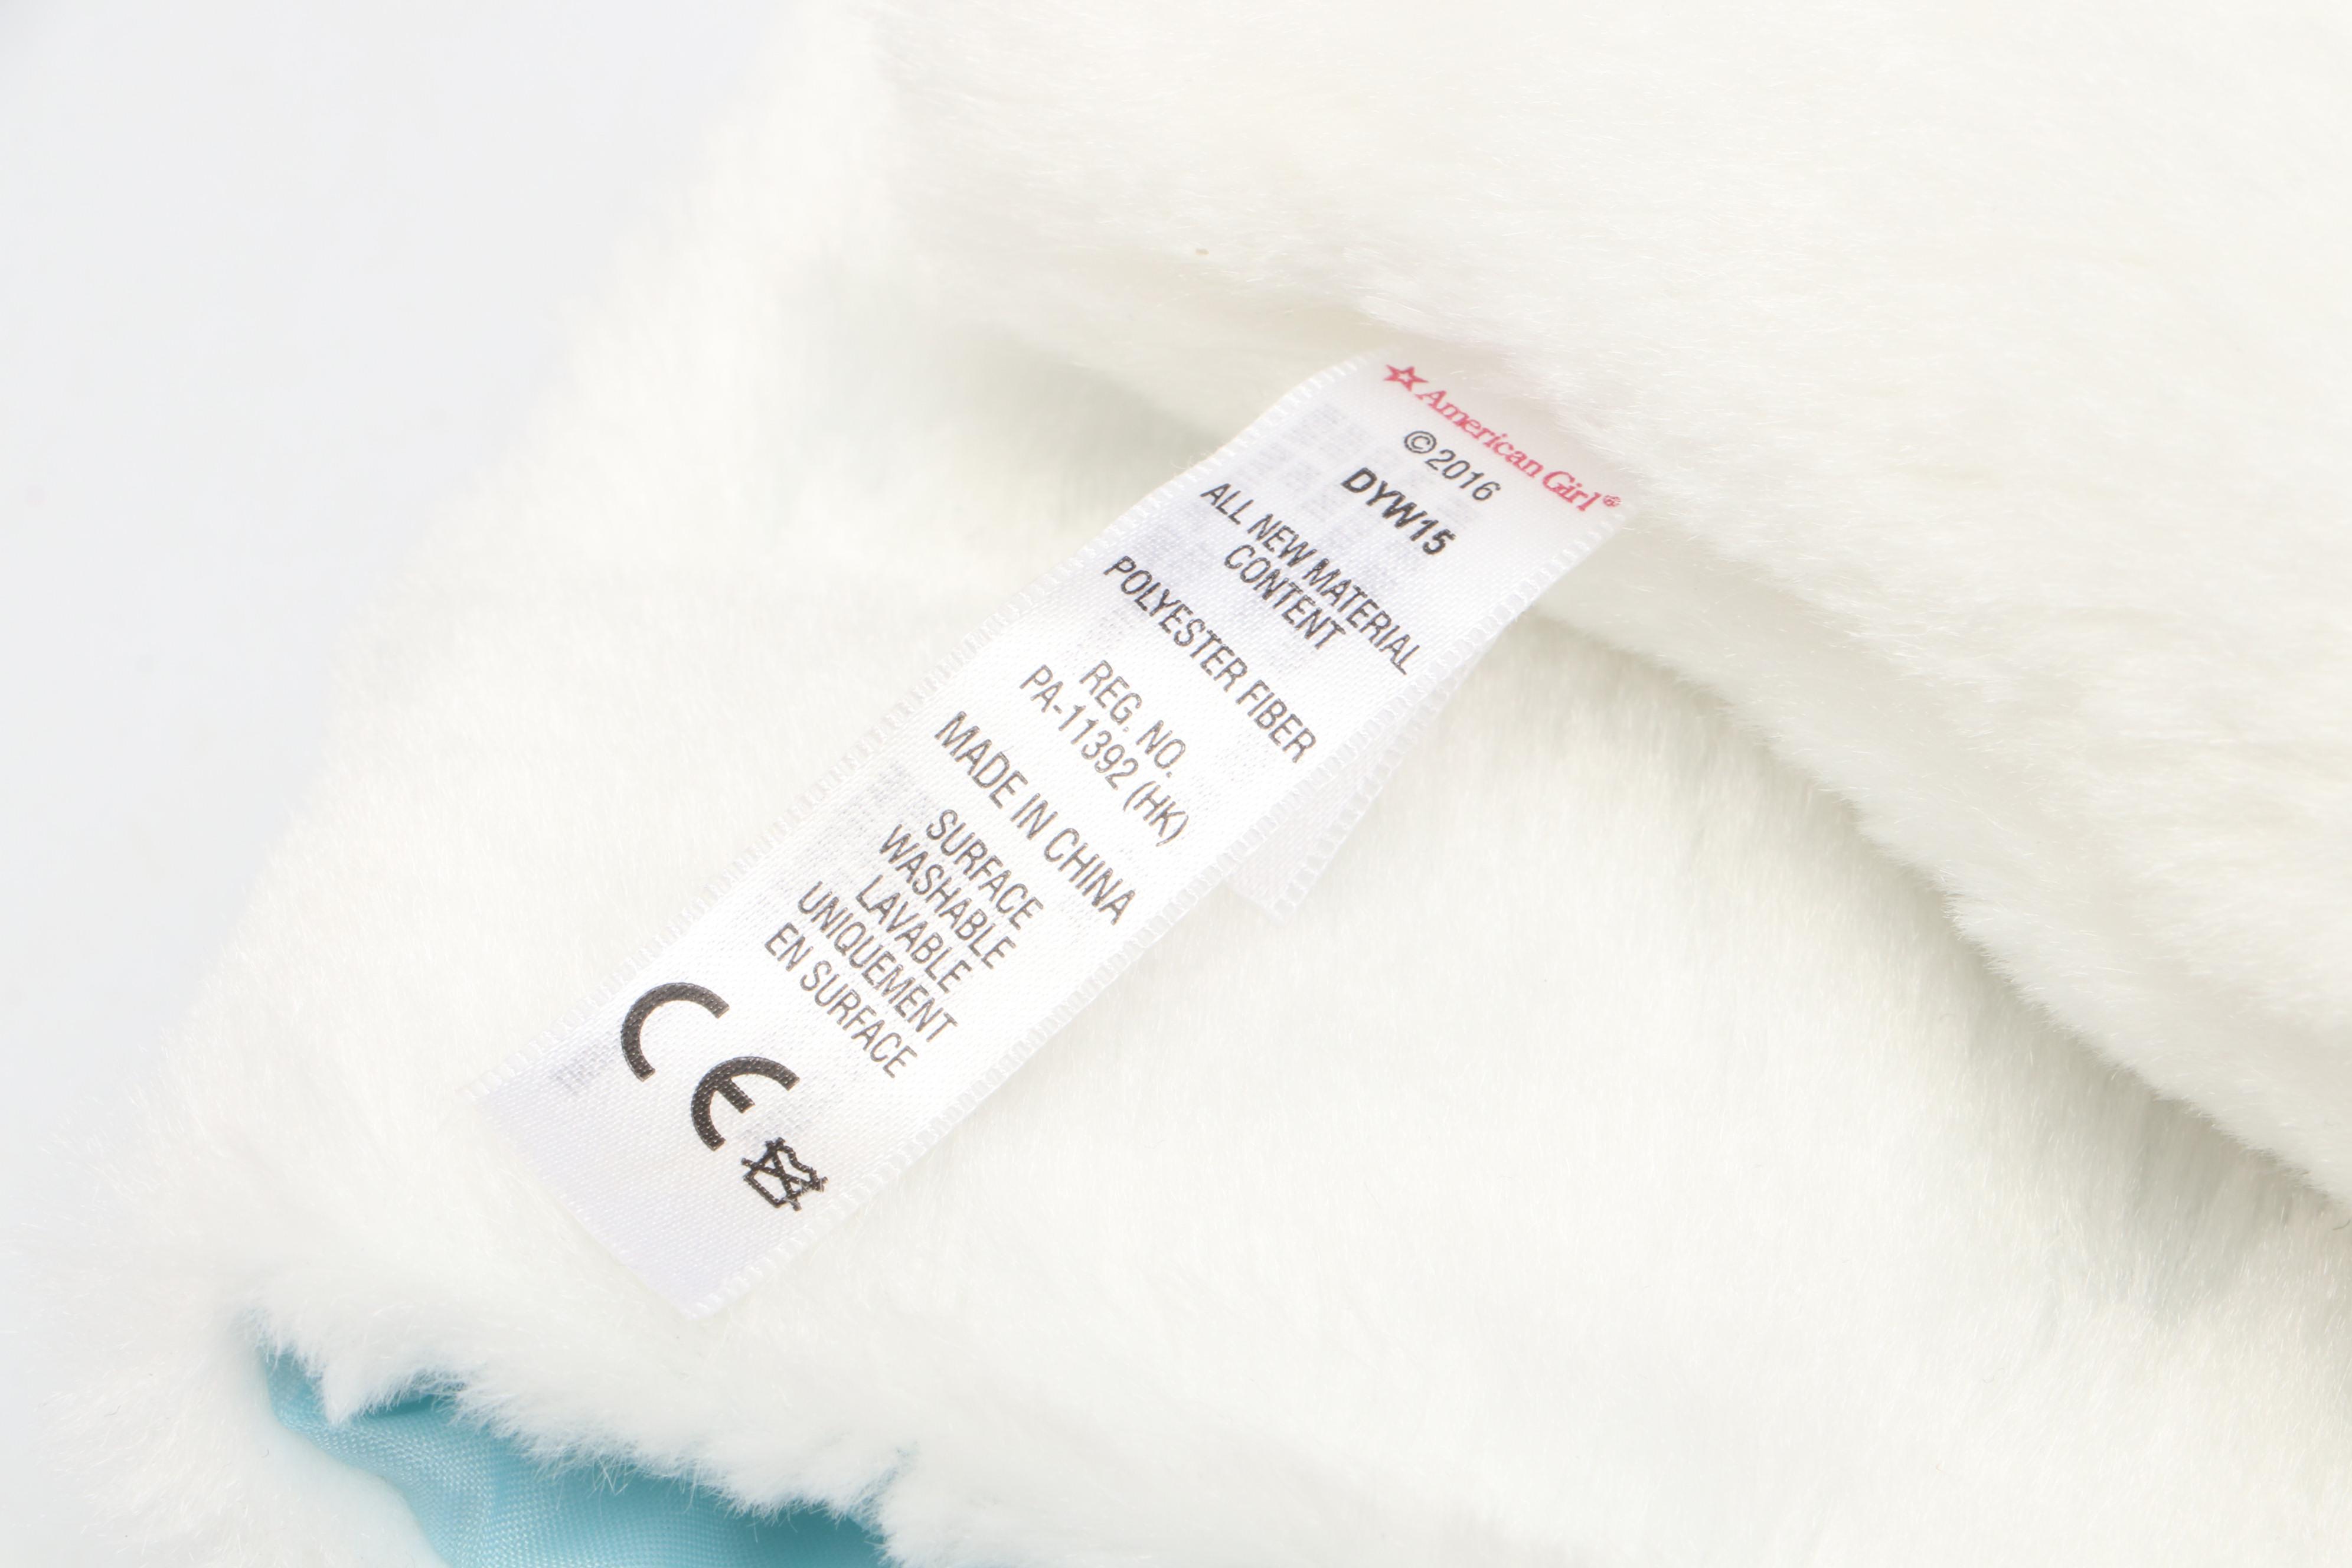 American Girl®
©2016
DYW15
ALL NEW MATERIAL
CONTENT
POLYESTER FIBER
REG. NO.
PA-11392 (HK)
MADE IN CHINA
SURFACE
WASHABLE
LAVABLE
UNIQUEMENT
EN SURFACE
CE